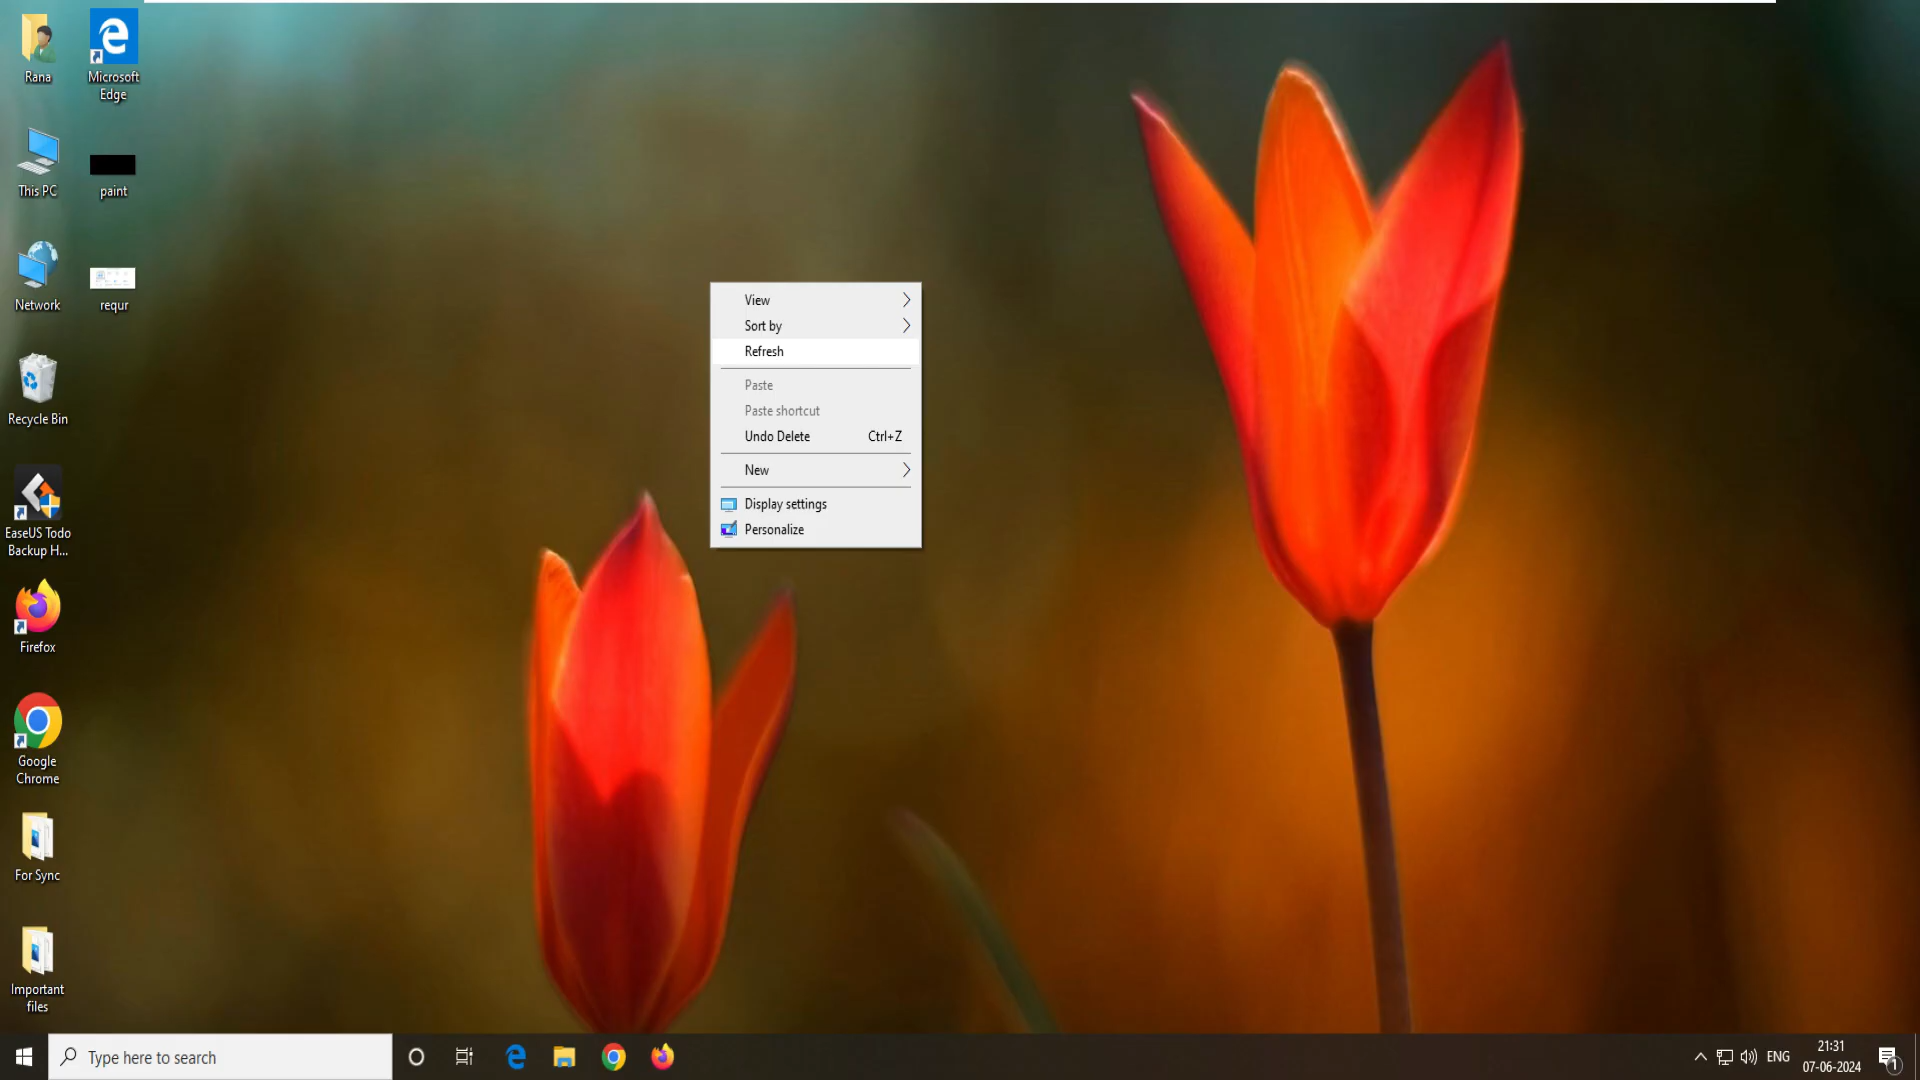 Rana
Microsoft
Edge
This PC
paint
Network
requr
Recycle Bin
EaseUS Todo
Backup H...
Firefox
Google
Chrome
For Sync
Important
files
View
Sort by
Refresh
Paste
Paste shortcut
Undo Delete Ctrl+Z
New
Display settings
Personalize
Type here to search
ENG
21:31
07-06-2024
1